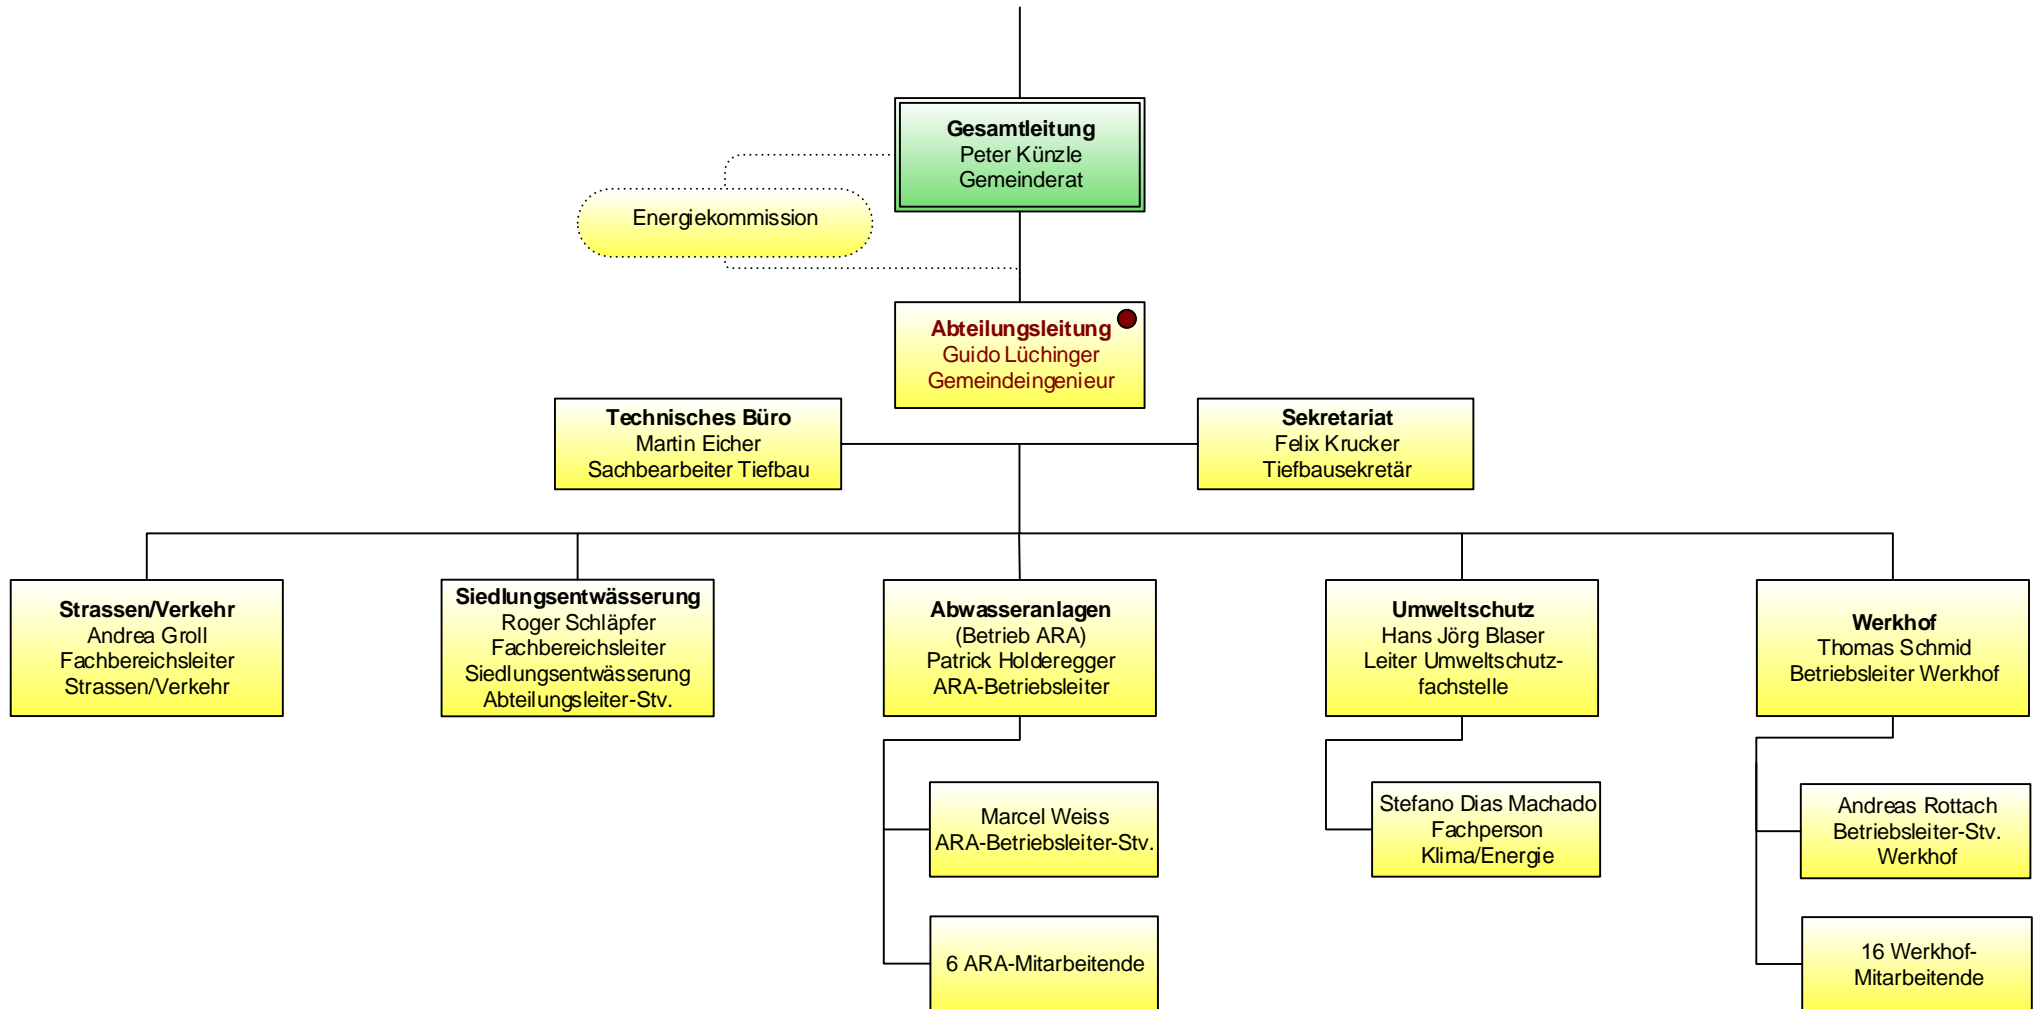 Gesamtleitung
Peter Künzle
Gemeinderat
Energiekommission
Abteilungsleitung
Guido Lüchinger
Gemeindeingenieur
Technisches Büro
Martin Eicher
Sachbearbeiter Tiefbau
Sekretariat
Felix Krucker
Tiefbausekretär
Strassen/Verkehr
Andrea Groll
Fachbereichsleiter
Strassen/Verkehr
Siedlungsentwässerung
Roger Schläpfer
Fachbereichsleiter
Siedlungsentwässerung
Abteilungsleiter-Stv.
Abwasseranlagen
(Betrieb ARA)
Patrick Holderegger
ARA-Betriebsleiter
Umweltschutz
Hans Jörg Blaser
Leiter Umweltschutz-
fachstelle
Werkhof
Thomas Schmid
Betriebsleiter Werkhof
Marcel Weiss
ARA-Betriebsleiter-Stv.
Stefano Dias Machado
Fachperson
Klima/Energie
Andreas Rottach
Betriebsleiter-Stv.
Werkhof
6 ARA-Mitarbeitende
16 Werkhof-
Mitarbeitende